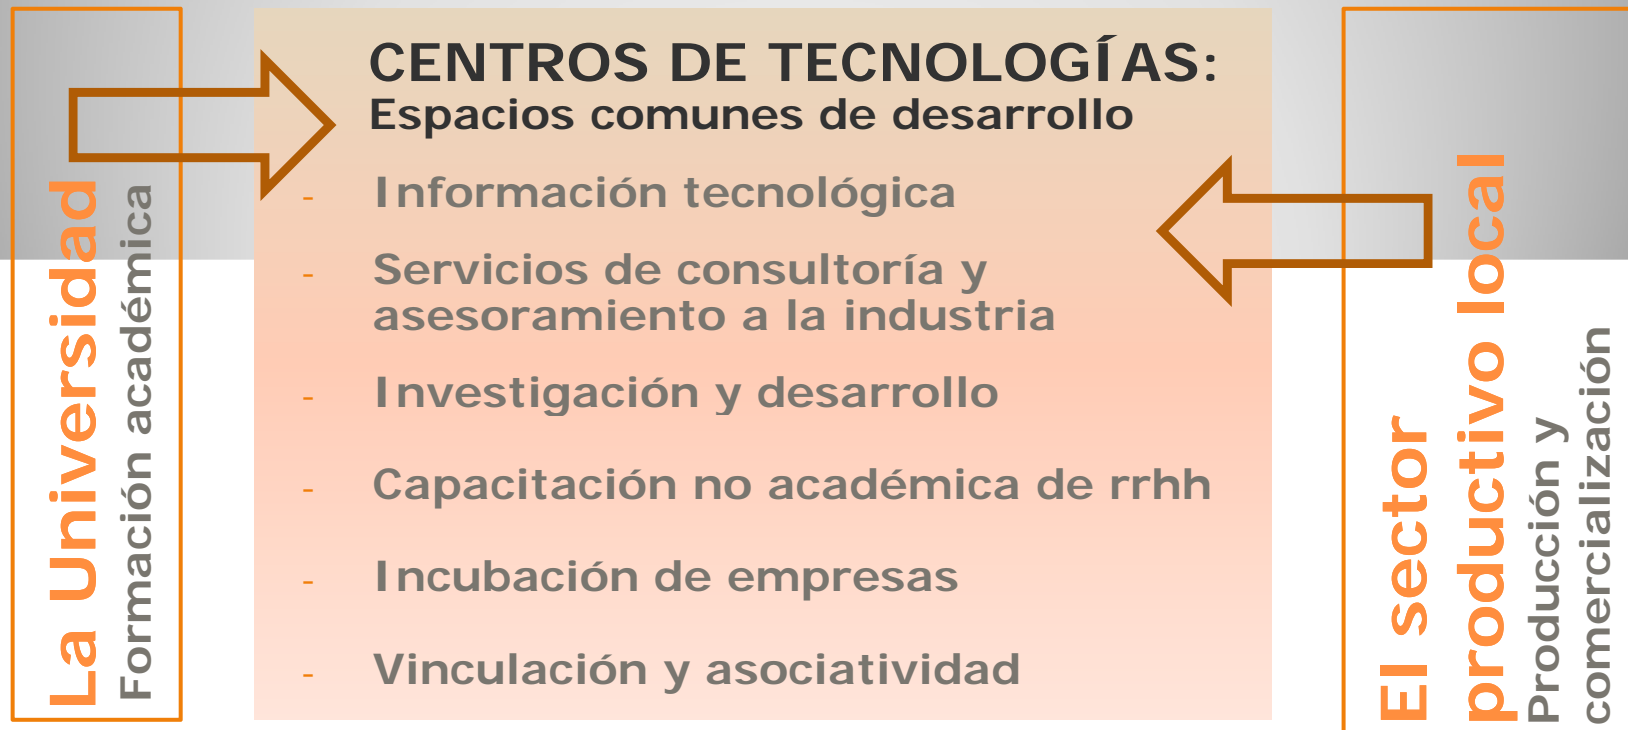 La Universidad
Formación académica
CENTROS DE TECNOLOGÍAS:
Espacios comunes de desarrollo
- Información tecnológica
- Servicios de consultoría y
asesoramiento a la industria
- Investigación y desarrollo
- Capacitación no académica de rrhh
- Incubación de empresas
- Vinculación y asociatividad
El sector
productivo local
Producción y
comercialización